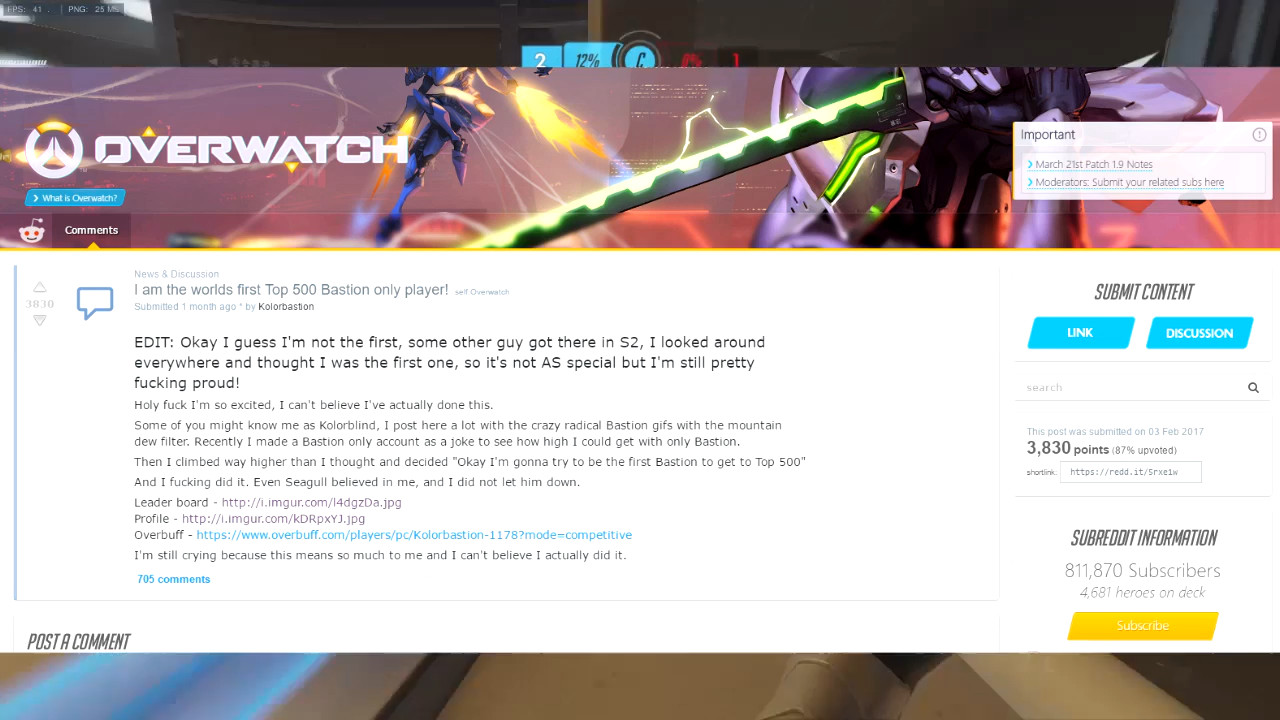 FPS: 41 . | PNG: 25 MS
2 12% C 0% 1
OVERWATCH
What is Overwatch?
Important
March 21st Patch 1.9 Notes
Moderators: Submit your related subs here
Comments
News & Discussion
3830
I am the worlds first Top 500 Bastion only player! self Overwatch
Submitted 1 month ago * by Kolorbastion
EDIT: Okay I guess I'm not the first, some other guy got there in S2, I looked around
everywhere and thought I was the first one, so it's not AS special but I'm still pretty
fucking proud!
Holy fuck I'm so excited, I can't believe I've actually done this.
Some of you might know me as Kolorblind, I post here a lot with the crazy radical Bastion gifs with the mountain
dew filter. Recently I made a Bastion only account as a joke to see how high I could get with only Bastion.
Then I climbed way higher than I thought and decided "Okay I'm gonna try to be the first Bastion to get to Top 500"
And I fucking did it. Even Seagull believed in me, and I did not let him down.
Leader board - http://i.imgur.com/l4dgzDa.jpg
Profile - http://i.imgur.com/kDRpxYJ.jpg
Overbuff - https://www.overbuff.com/players/pc/Kolorbastion-1178?mode=competitive
I'm still crying because this means so much to me and I can't believe I actually did it.
705 comments
POST A COMMENT
SUBMIT CONTENT
LINK
DISCUSSION
search
This post was submitted on 03 Feb 2017
3,830 points (87% upvoted)
shortlink: https://redd.it/5rxe1w
SUBREDDIT INFORMATION
811,870 Subscribers
4,681 heroes on deck
Subscribe